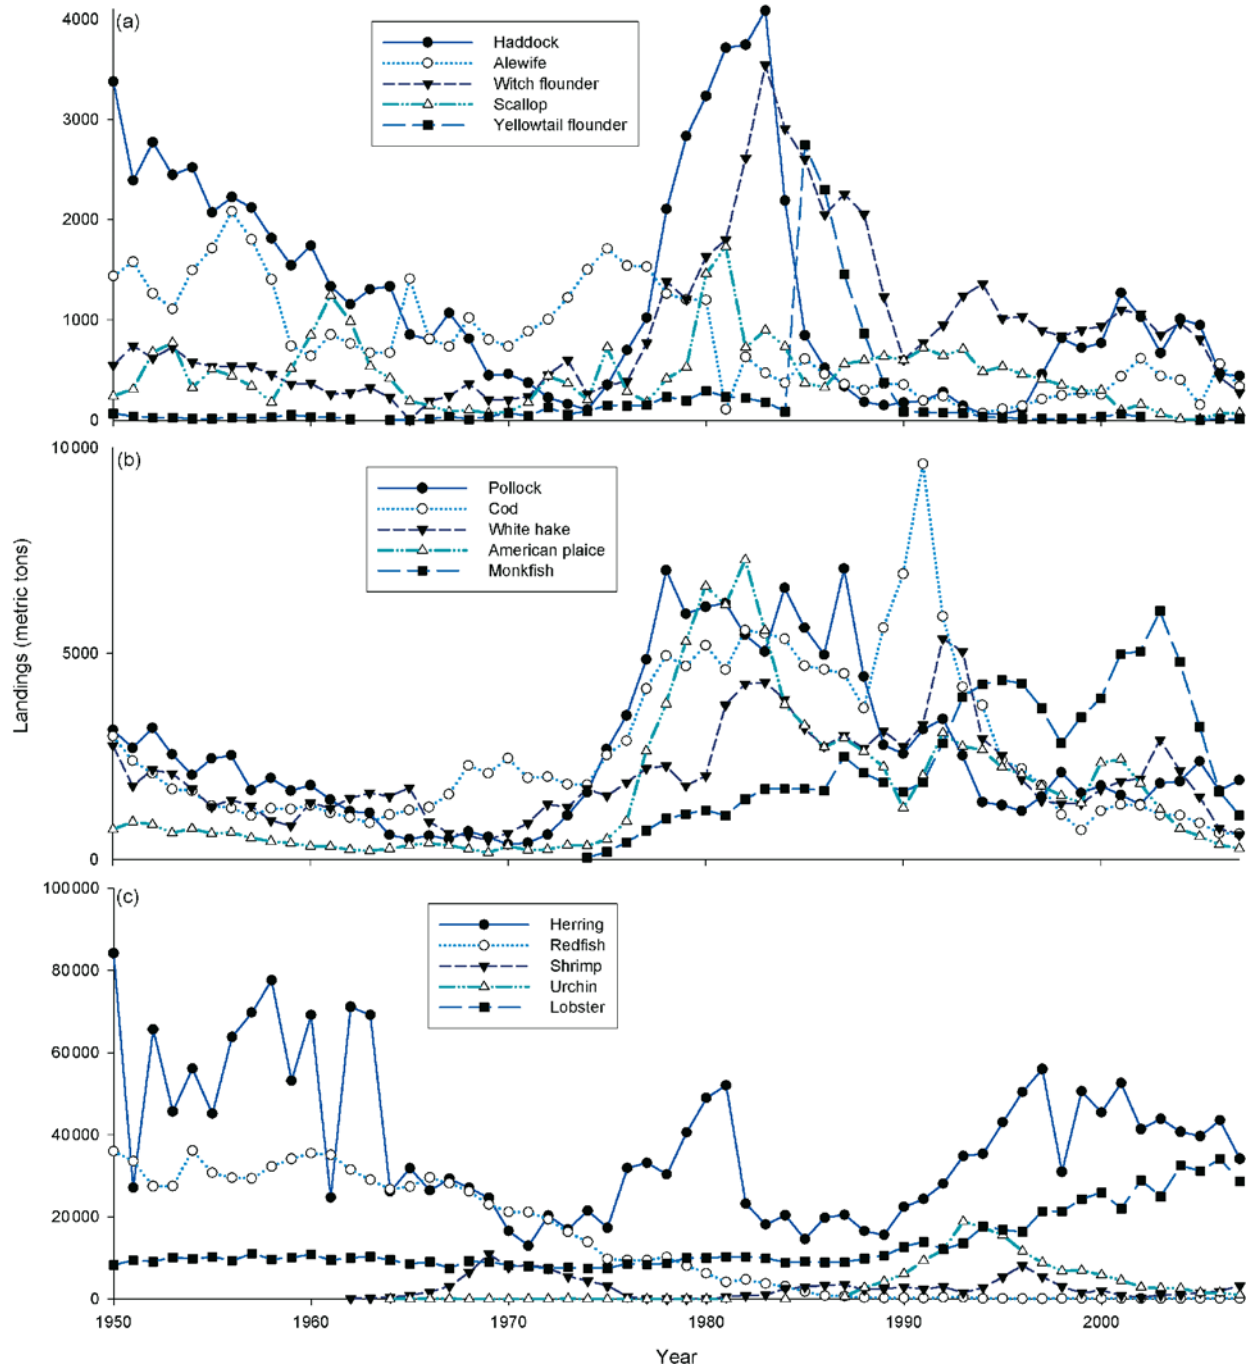 (a)
4000
3000
2000
1000
0
Haddock
Alewife
Witch flounder
Scallop
Yellowtail flounder
(b)
10000
5000
0
Pollock
Cod
White hake
American plaice
Monkfish
Landings (metric tons)
(c)
100000
80000
60000
40000
20000
0
Herring
Redfish
Shrimp
Urchin
Lobster
1950 1960 1970 1980 1990 2000
Year